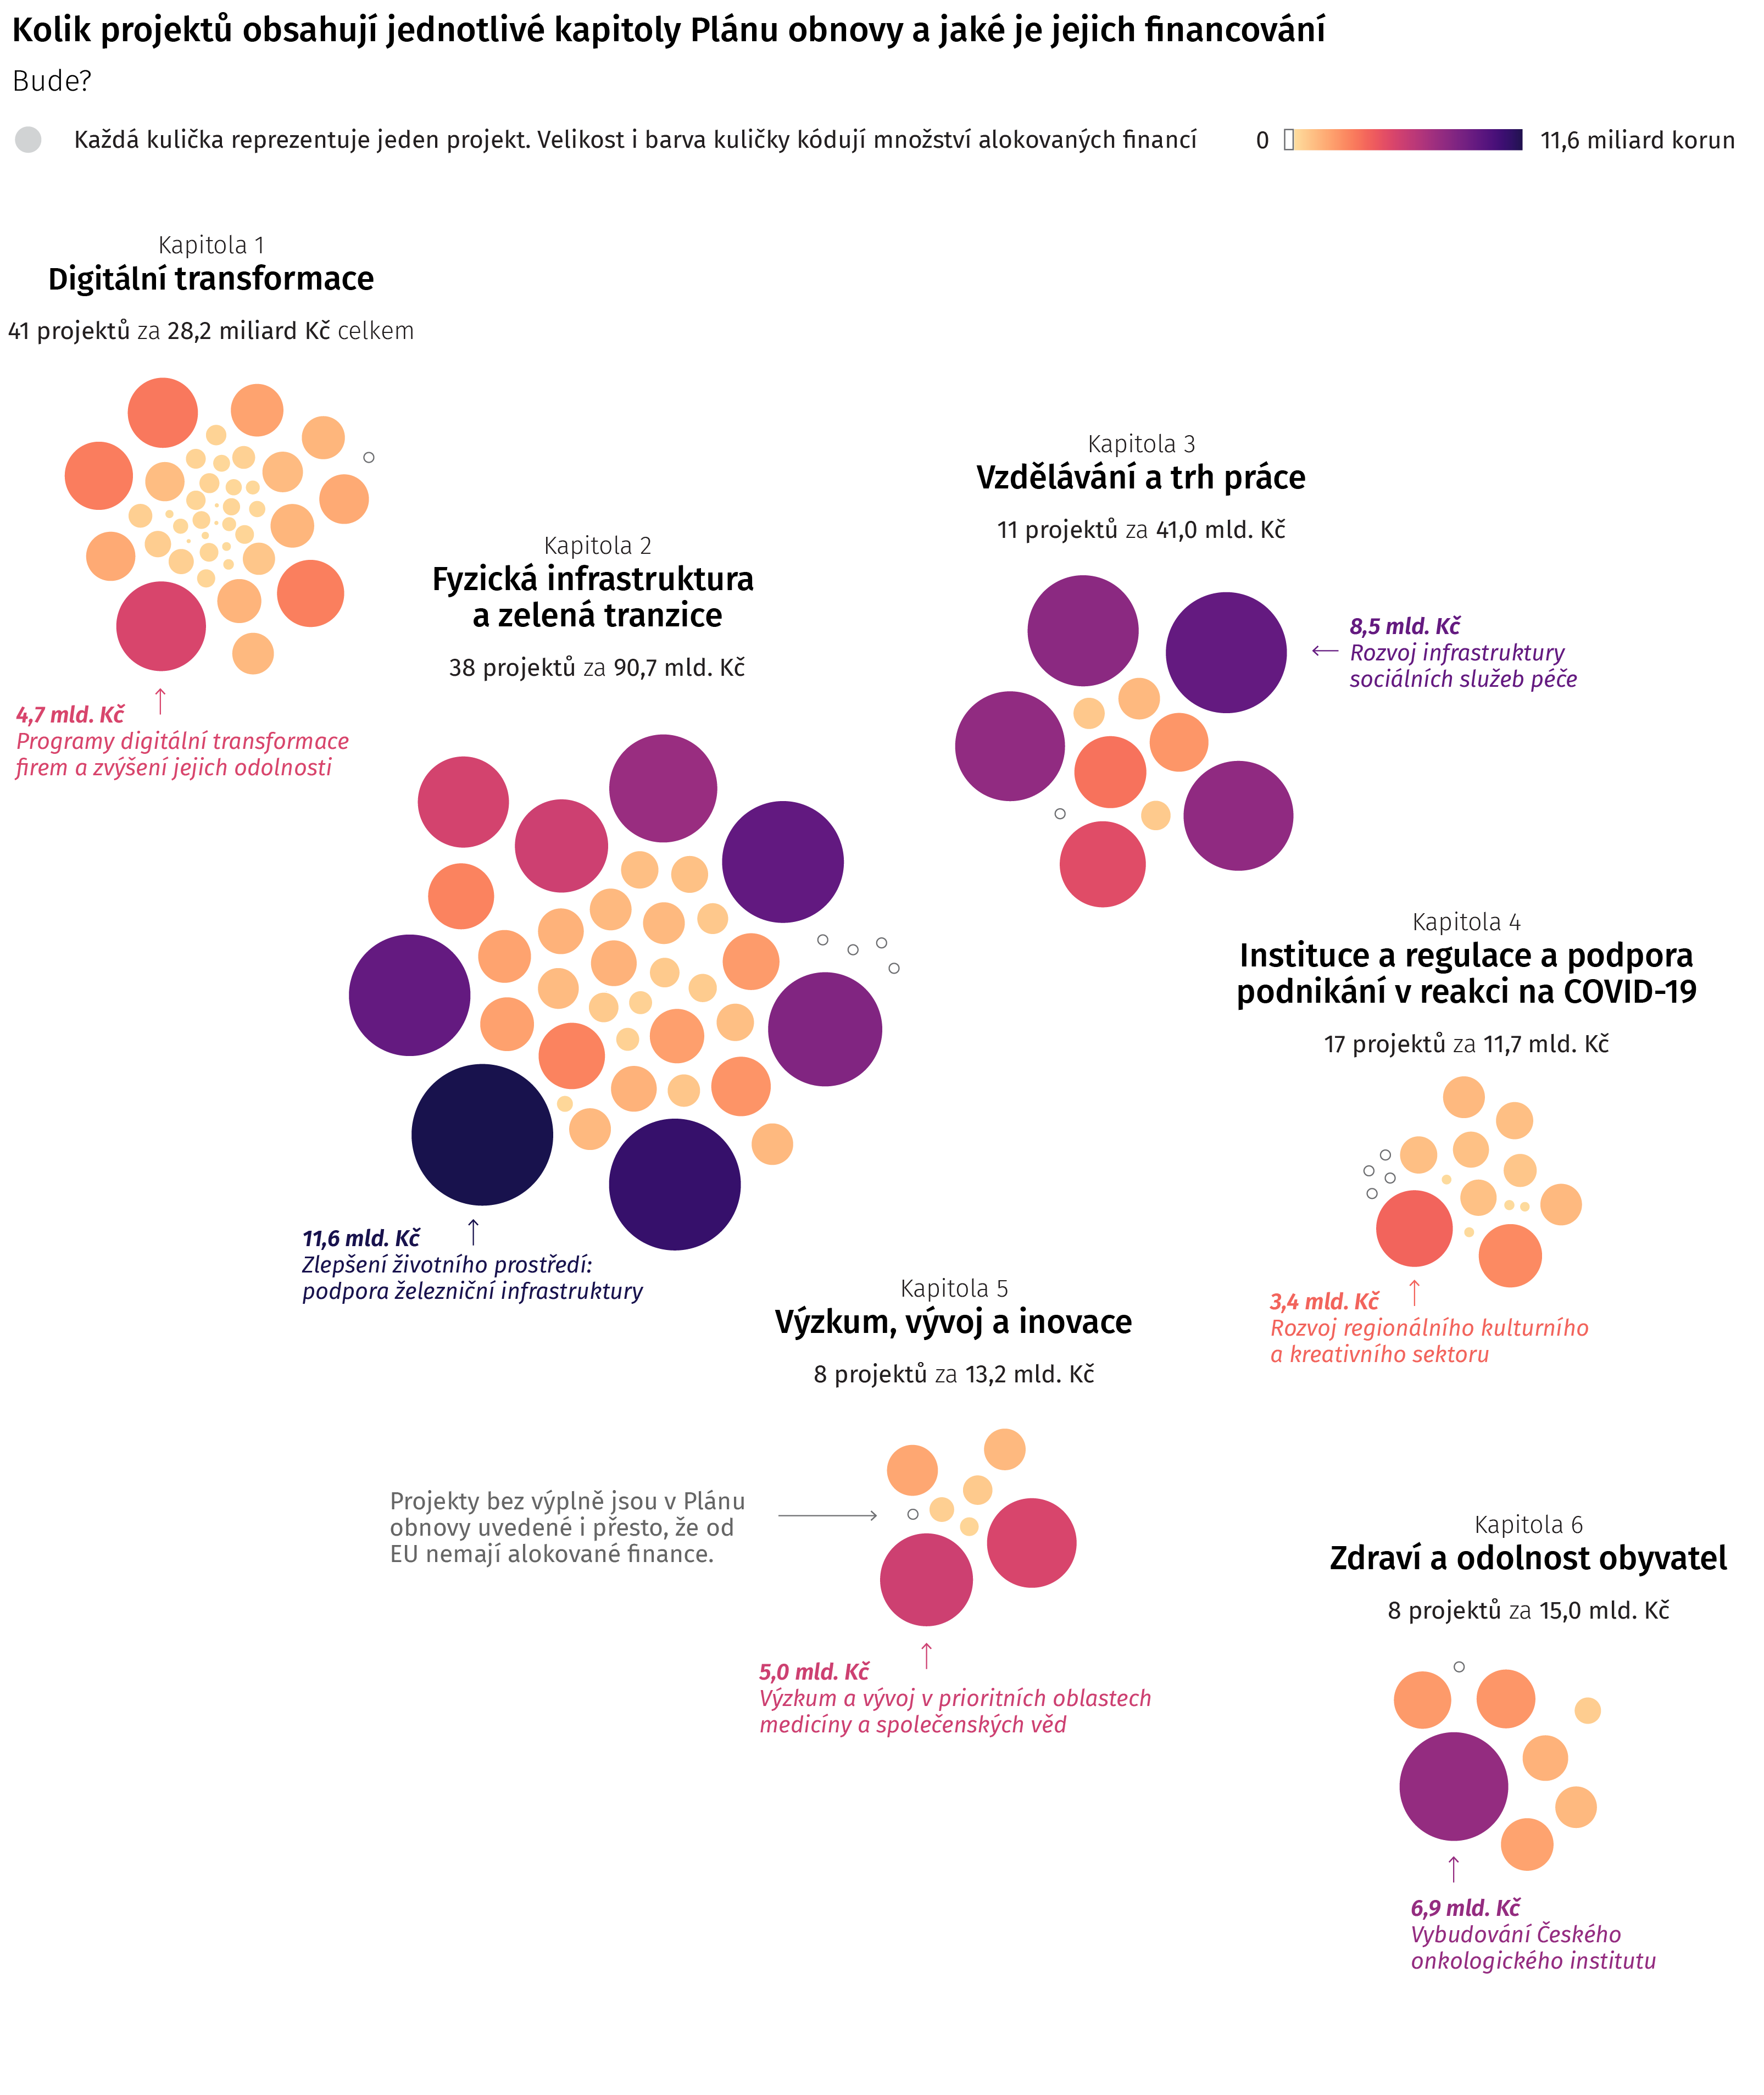 Kolik projektů obsahují jednotlivé kapitoly Plánu obnovy a jaké je jejich financování
Bude?
Každá kulička reprezentuje jeden projekt. Velikost i barva kuličky kódují množství alokovaných financí
0
11,6 miliard korun
Kapitola 1
Digitální transformace
41 projektů za 28,2 miliard Kč celkem
4,7 mld. Kč
Programy digitální transformace
firem a zvýšení jejich odolnosti
Kapitola 2
Fyzická infrastruktura
a zelená tranzice
38 projektů za 90,7 mld. Kč
11,6 mld. Kč
Zlepšení životního prostředí:
podpora železniční infrastruktury
Kapitola 3
Vzdělávání a trh práce
11 projektů za 41,0 mld. Kč
8,5 mld. Kč
Rozvoj infrastruktury
sociálních služeb péče
Kapitola 4
Instituce a regulace a podpora
podnikání v reakci na COVID-19
17 projektů za 11,7 mld. Kč
3,4 mld. Kč
Rozvoj regionálního kulturního
a kreativního sektoru
Kapitola 5
Výzkum, vývoj a inovace
8 projektů za 13,2 mld. Kč
Projekty bez výplně jsou v Plánu
obnovy uvedené i přesto, že od
EU nemají alokované finance.
5,0 mld. Kč
Výzkum a vývoj v prioritních oblastech
medicíny a společenských věd
Kapitola 6
Zdraví a odolnost obyvatel
8 projektů za 15,0 mld. Kč
6,9 mld. Kč
Vybudování Českého
onkologického institutu